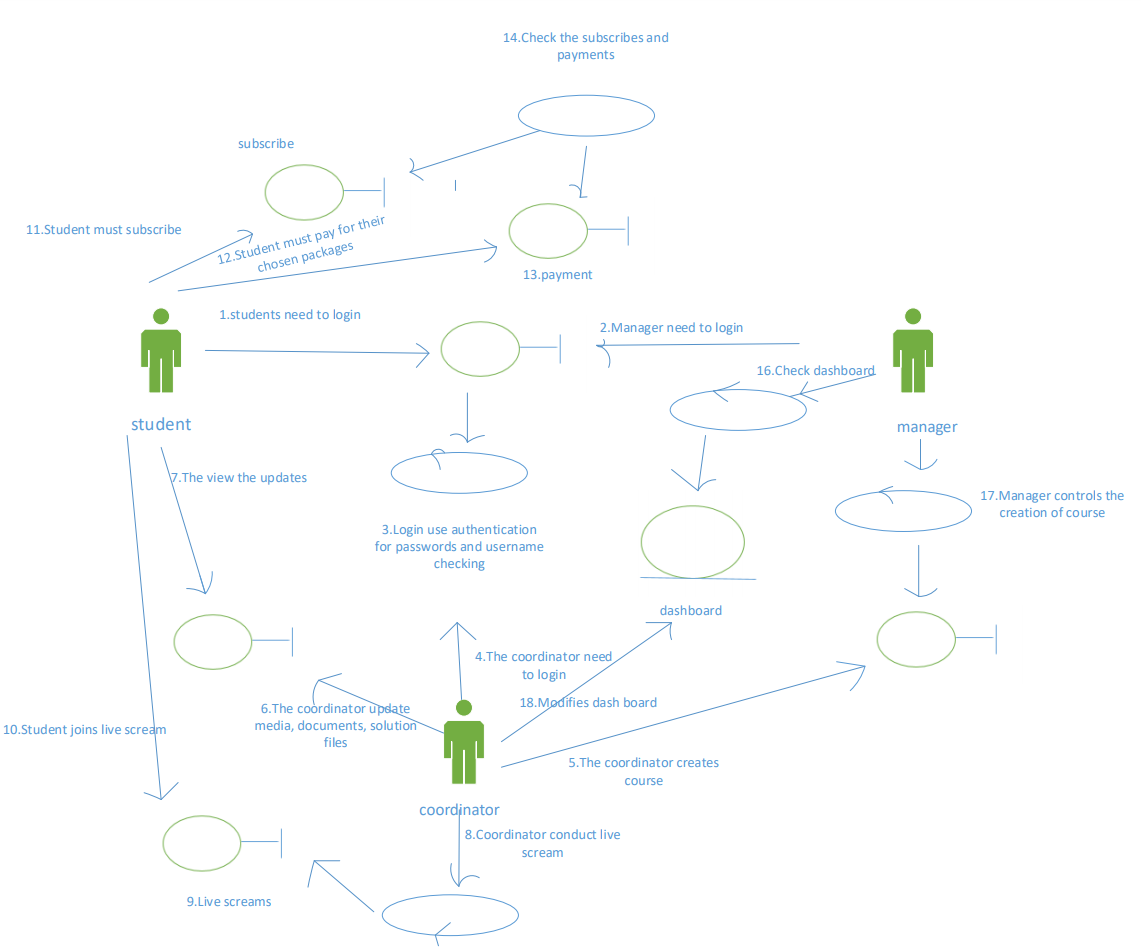 14.Check the subscribes and
payments
subscribe
11.Student must subscribe
12.Student must pay for their
chosen packages
13.payment
1.students need to login
2.Manager need to login
16.Check dashboard
student
manager
7.The view the updates
17.Manager controls the
creation of course
3.Login use authentication
for passwords and username
checking
dashboard
4.The coordinator need
to login
18.Modifies dash board
6.The coordinator update
media, documents, solution
files
10.Student joins live scream
5.The coordinator creates
course
coordinator
8.Coordinator conduct live
scream
9.Live screams